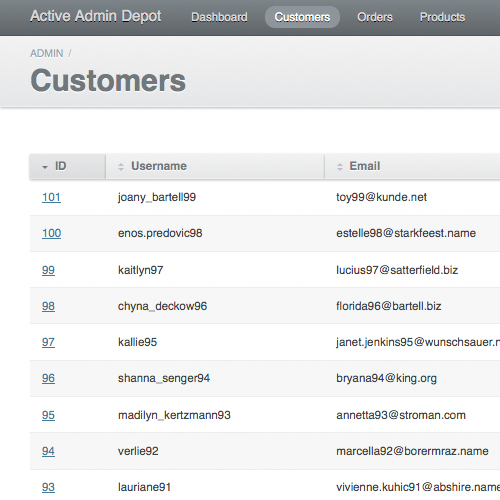 Active Admin Depot Dashboard Customers Orders Products
ADMIN /
Customers
ID Username Email
101 joany_bartell99 toy99@kunde.net
100 enos.predovic98 estelle98@starkfeest.name
99 kaitlyn97 lucius97@satterfield.biz
98 chyna_deckow96 florida96@bartell.biz
97 kallie95 janet.jenkins95@wunschsauer.n
96 shanna_senger94 bryana94@king.org
95 madilyn_kertzmann93 annetta93@stroman.com
94 verlie92 marcella92@borermraz.name
93 lauriane91 vivienne.kuhic91@abshire.name